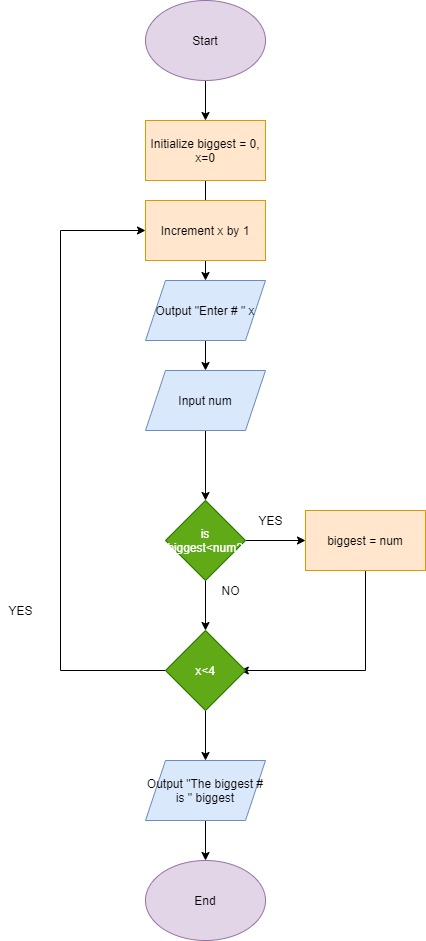 Start
Initialize biggest = 0,
x=0
Increment x by 1
Output "Enter # " x
Input num
is
biggest<num?
YES
biggest = num
NO
YES
x<4
Output "The biggest #
is " biggest
End